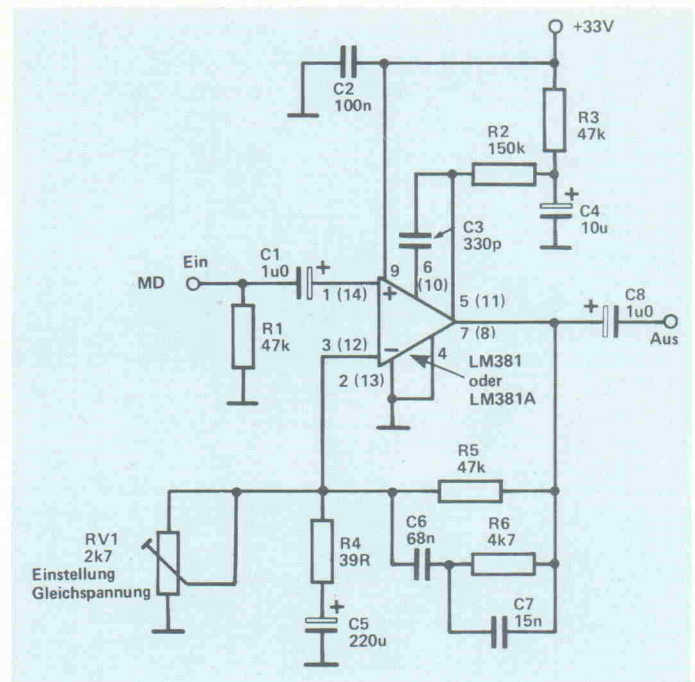 +33V
C2
100n
R3
47k
R2
150k
+
C4
10u
C3
330p
Ein
MD
C1
1u0
+
9
6
(10)
1 (14)
+
5 (11)
7 (8)
+
C8
1u0
Aus
R1
47k
3 (12)
−
4
2 (13)
LM381
oder
LM381A
R5
47k
RV1
2k7
Einstellung
Gleichspannung
R4
39R
C6
68n
R6
4k7
+
C5
220u
C7
15n